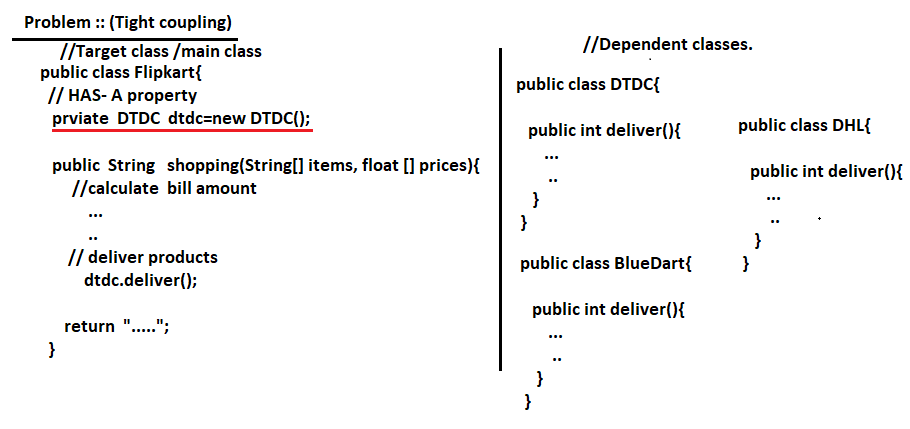 Problem :: (Tight coupling)
//Target class /main class
public class Flipkart{
// HAS- A property
prviate DTDC dtdc=new DTDC();
public String shopping(String[] items, float [] prices){
//calculate bill amount
...
..
// deliver products
dtdc.deliver();
return ".....";
}
//Dependent classes.
public class DTDC{
public int deliver(){
...
..
}
}
public class DHL{
public int deliver(){
...
..
}
}
public class BlueDart{
public int deliver(){
...
..
}
}